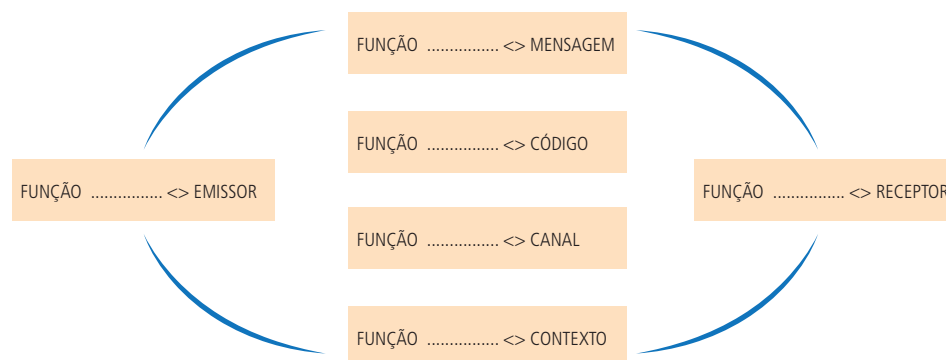 FUNÇÃO ................ <> MENSAGEM
FUNÇÃO ................ <> CÓDIGO
FUNÇÃO ................ <> EMISSOR
FUNÇÃO ................ <> RECEPTOR
FUNÇÃO ................ <> CANAL
FUNÇÃO ................ <> CONTEXTO